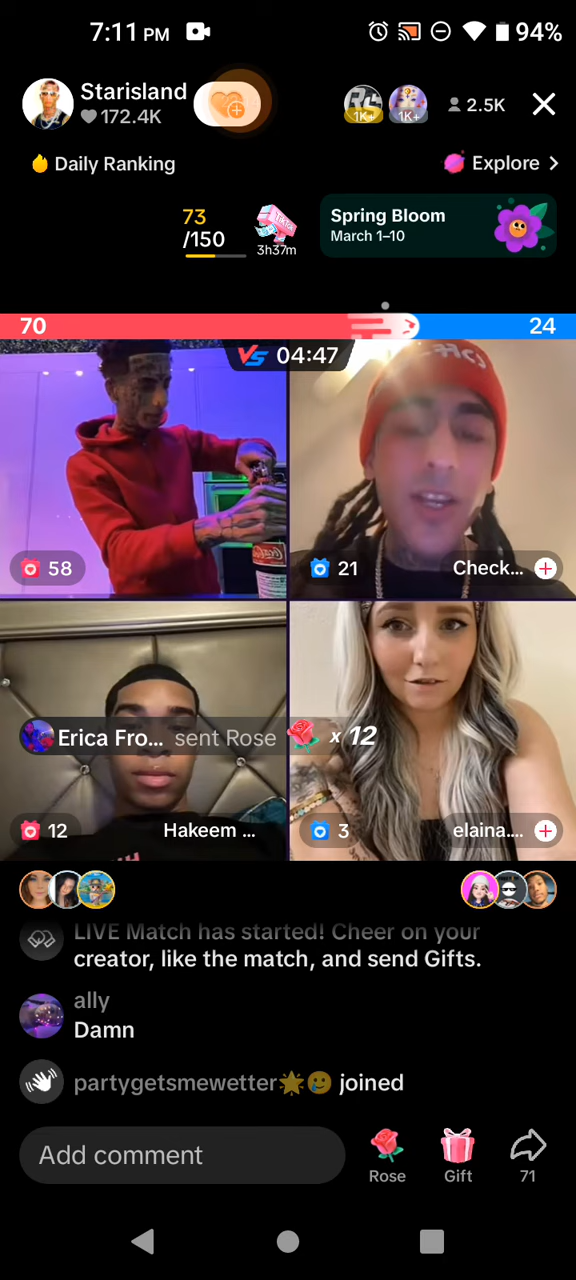 7:11 PM
94%
Starisland
172.4K
1K+
1K+
2.5K
Daily Ranking
Explore
73
/150
3h37m
Spring Bloom
March 1–10
70
24
VS 04:47
58
21
Check...
Erica Fro... sent Rose
x 12
12
Hakeem ...
3
elaina....
LIVE Match has started! Cheer on your
creator, like the match, and send Gifts.
ally
Damn
partygetsmewetter🌟🥲 joined
Add comment
Rose
Gift
71